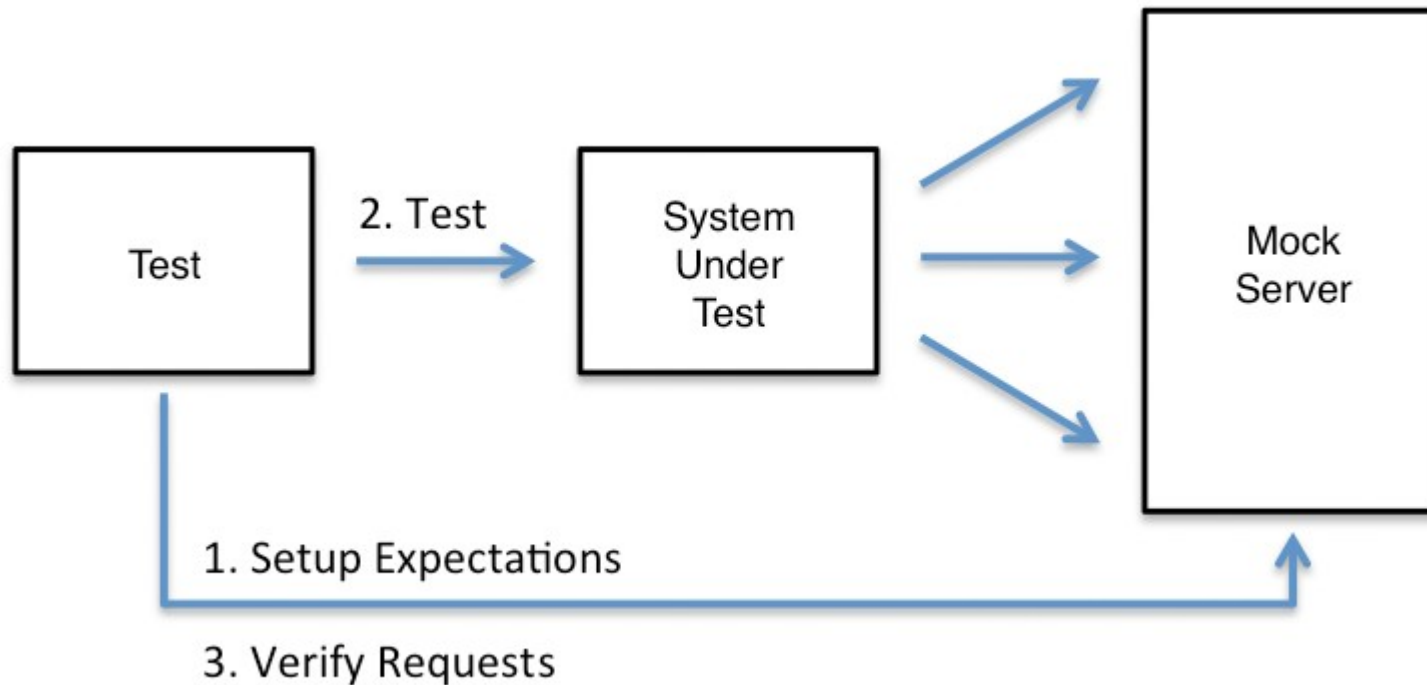 Test
2. Test
System
Under
Test
Mock
Server
1. Setup Expectations
3. Verify Requests